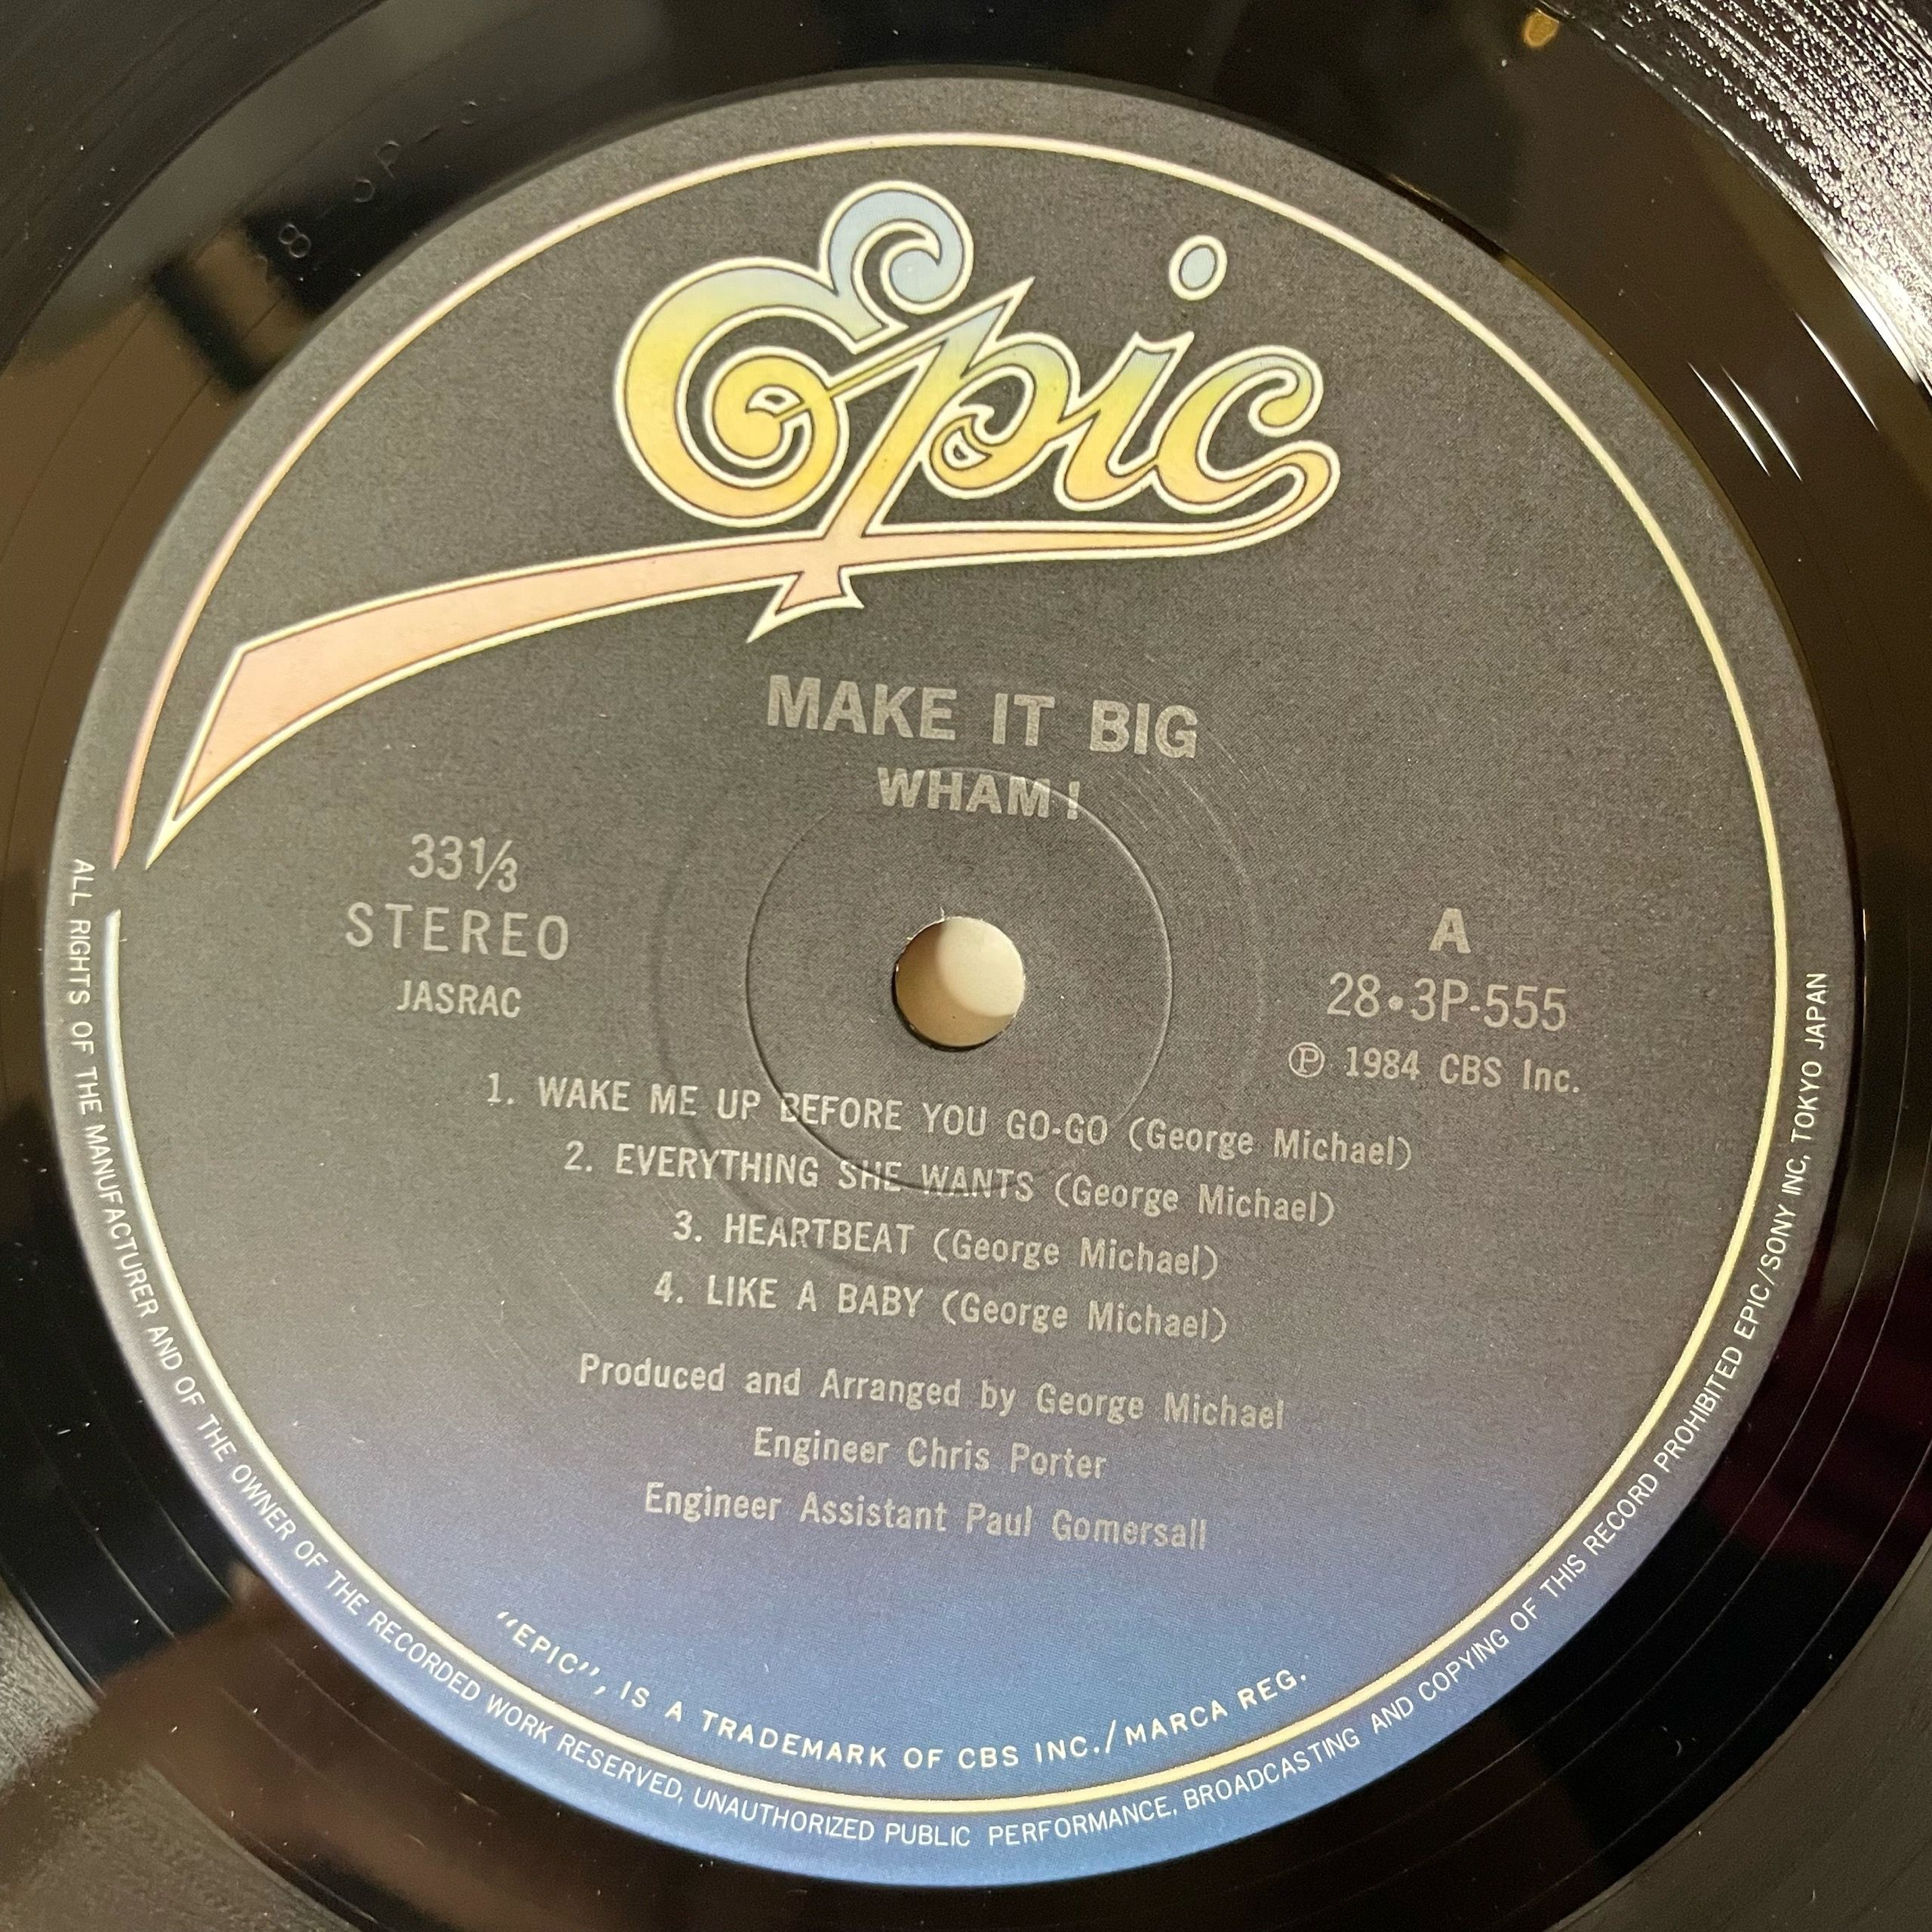 Epic
MAKE IT BIG
WHAM!
33⅓
STEREO
JASRAC
A
28•3P-555
Ⓟ 1984 CBS Inc.
1. WAKE ME UP BEFORE YOU GO-GO (George Michael)
2. EVERYTHING SHE WANTS (George Michael)
3. HEARTBEAT (George Michael)
4. LIKE A BABY (George Michael)
Produced and Arranged by George Michael
Engineer Chris Porter
Engineer Assistant Paul Gomersall
"EPIC", IS A TRADEMARK OF CBS INC./MARCA REG.
ALL RIGHTS OF THE MANUFACTURER AND OF THE OWNER OF THE RECORDED WORK RESERVED, UNAUTHORIZED PUBLIC PERFORMANCE, BROADCASTING AND COPYING OF THIS RECORD PROHIBITED EPIC/SONY INC, TOKYO JAPAN